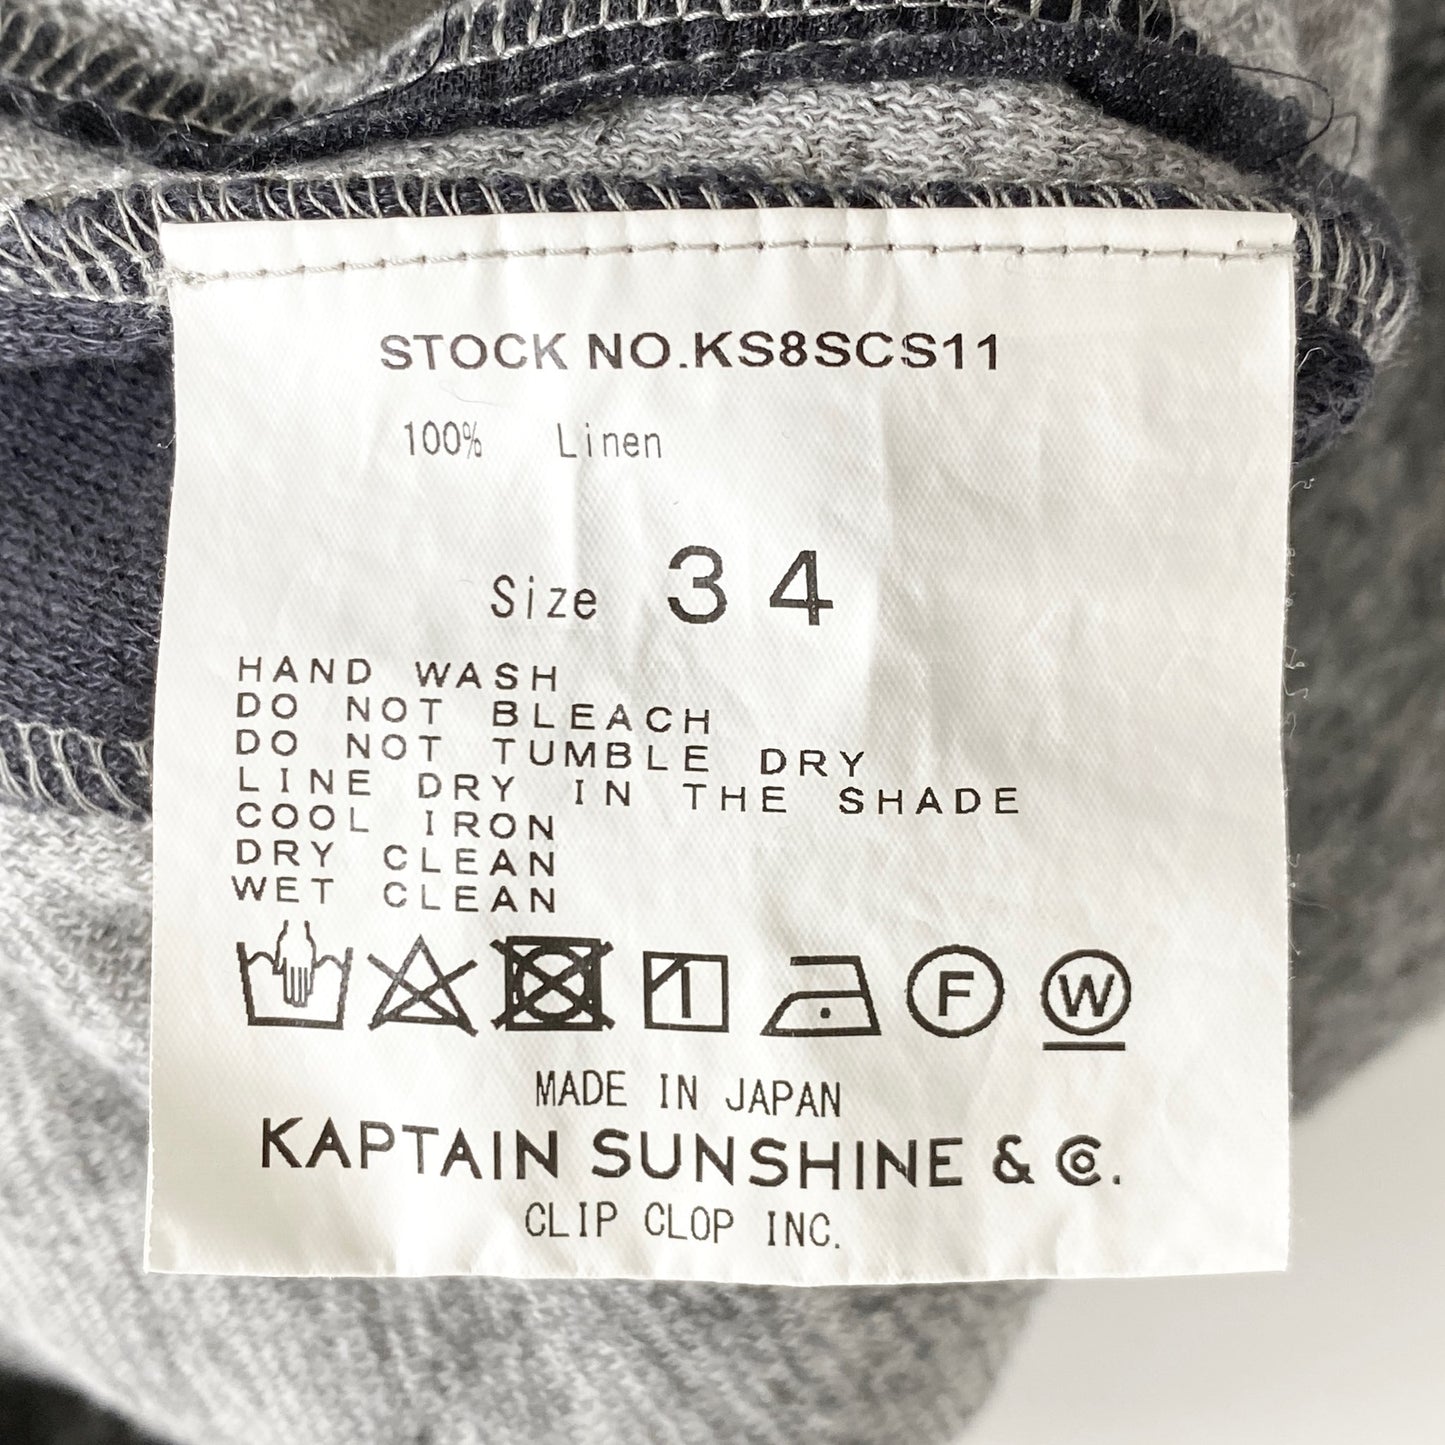 STOCK NO.KS8SCS11
100% Linen
Size 34
HAND WASH
DO NOT BLEACH
DO NOT TUMBLE DRY
LINE DRY IN THE SHADE
COOL IRON
DRY CLEAN
WET CLEAN
F W
MADE IN JAPAN
KAPTAIN SUNSHINE & Co.
CLIP CLOP INC.